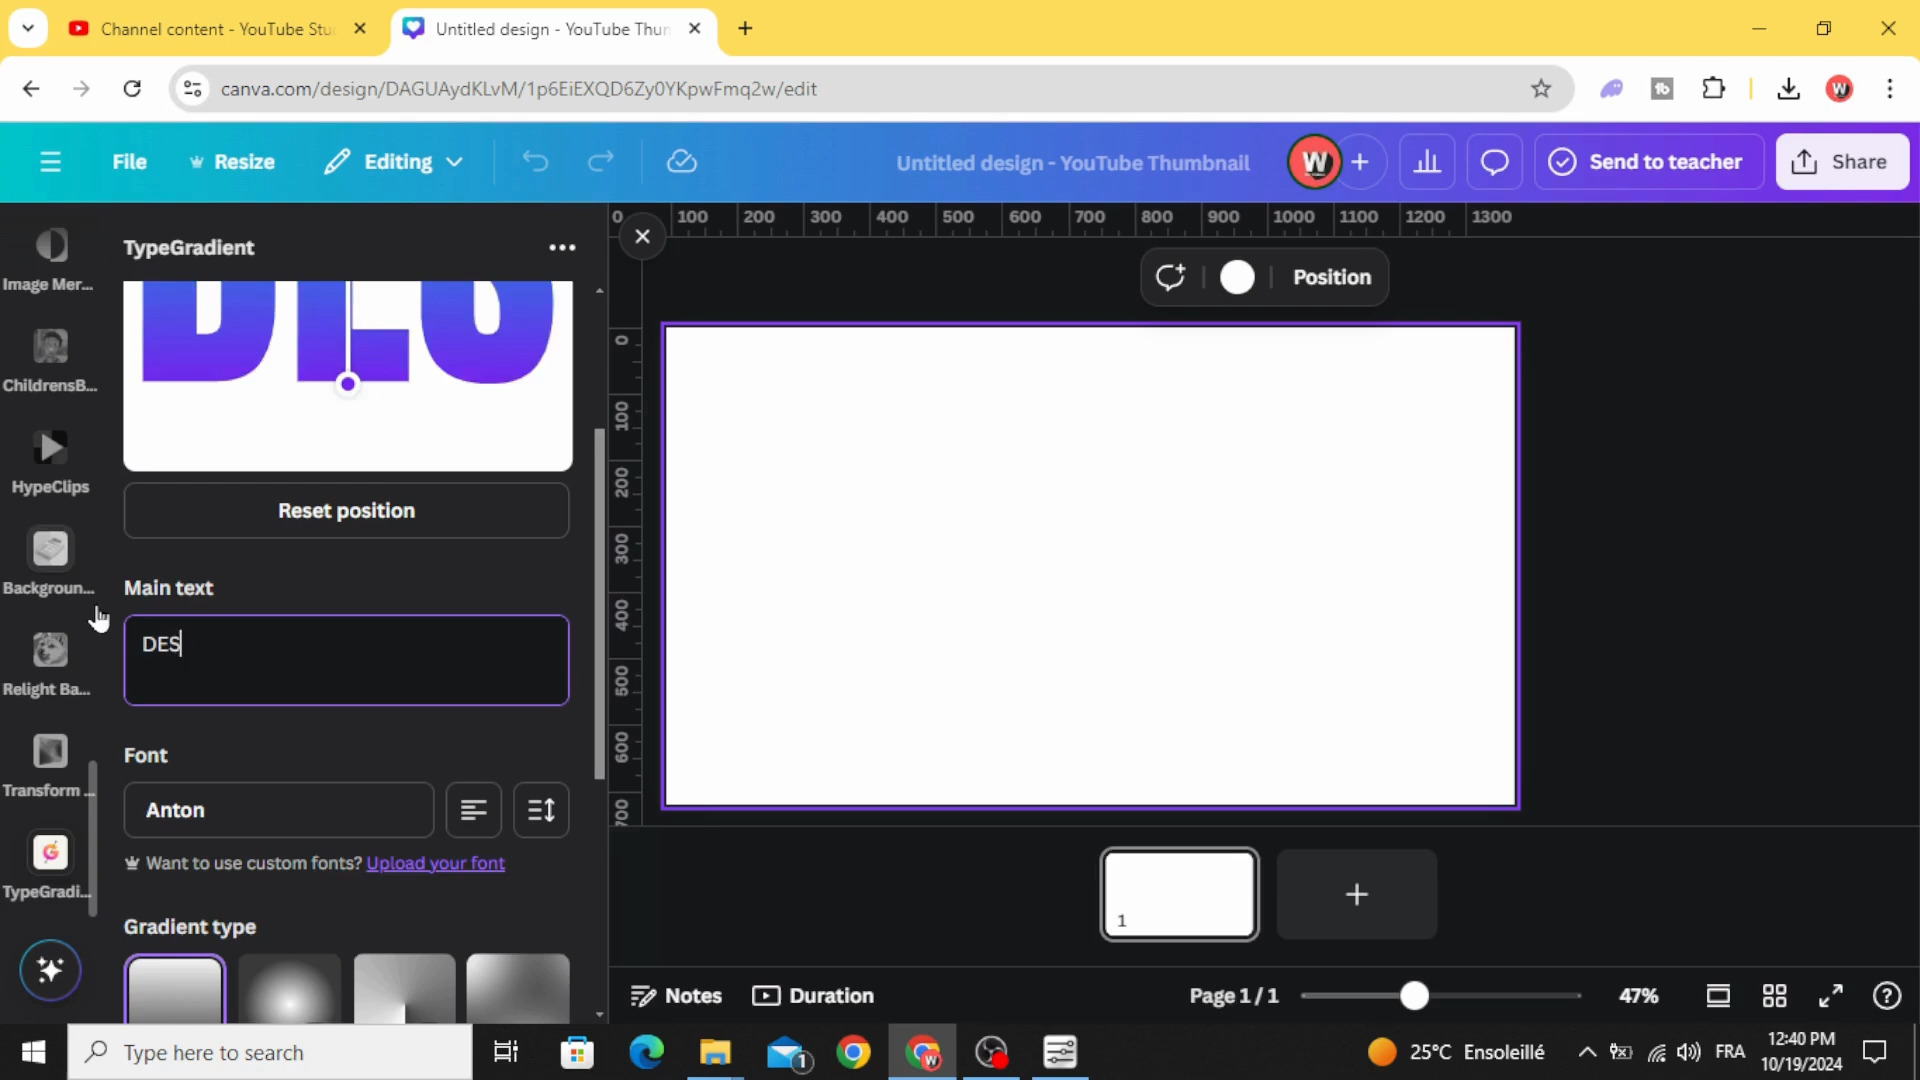 Channel content - YouTube Stu
Untitled design - YouTube Thun
canva.com/design/DAGUAydKLvM/1p6EiEXQD6Zy0YKpwFmq2w/edit
File
Resize
Editing
Untitled design - YouTube Thumbnail
W
Send to teacher
Share
0 100 200 300 400 500 600 700 800 900 1000 1100 1200 1300
TypeGradient
Position
Image Mer...
ChildrensB...
HypeClips
Backgroun...
Relight Ba...
Transform ...
TypeGradi...
Reset position
Main text
DES
Font
Anton
Want to use custom fonts? Upload your font
Gradient type
0
100
200
300
400
500
600
700
1
Notes
Duration
Page 1 / 1
47%
Type here to search
1
25°C Ensoleillé
FRA
12:40 PM
10/19/2024